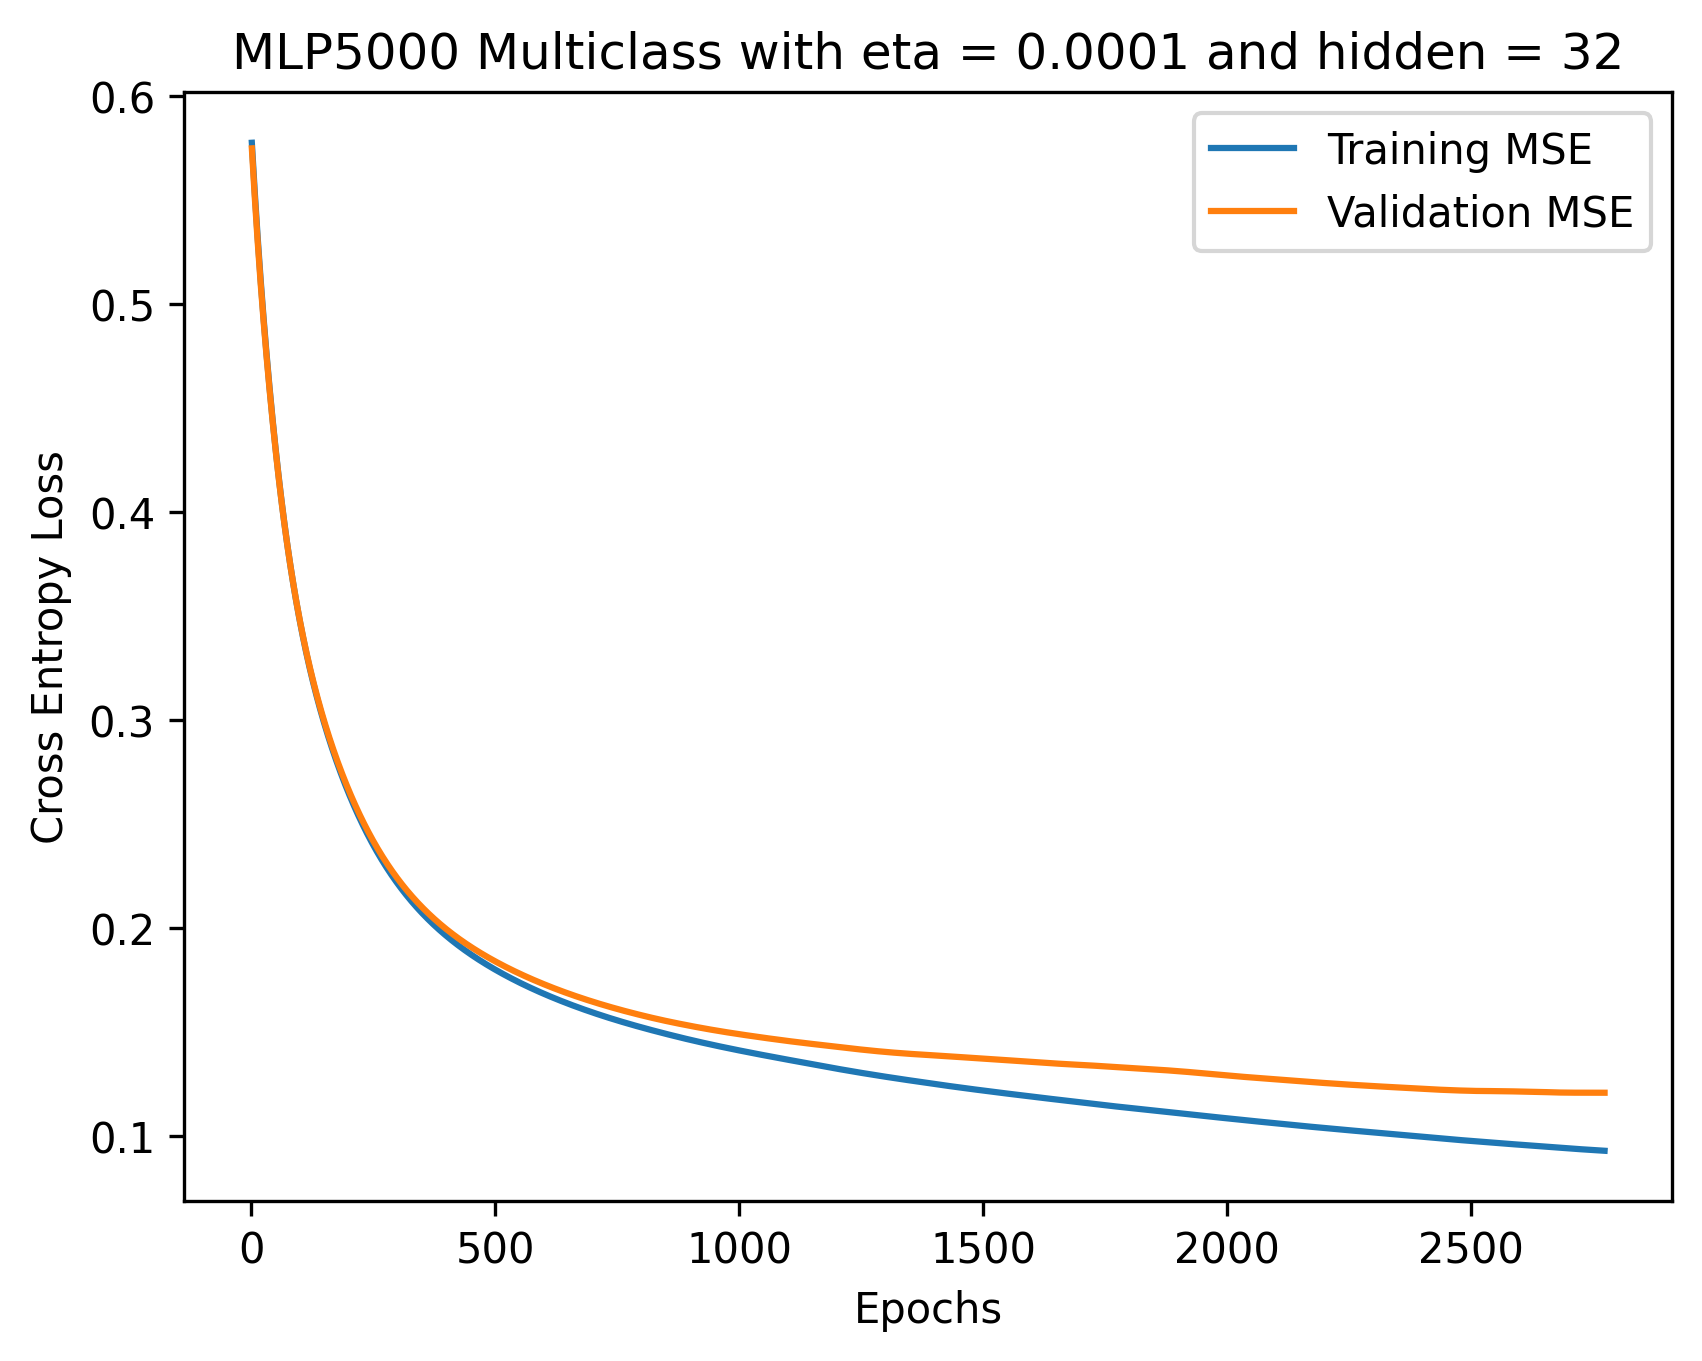 MLP5000 Multiclass with eta = 0.0001 and hidden = 32
Training MSE
Validation MSE
Cross Entropy Loss
0.6
0.5
0.4
0.3
0.2
0.1
0
500
1000
1500
2000
2500
Epochs